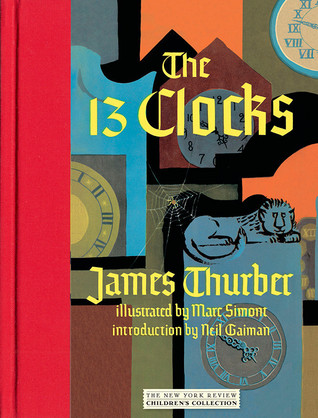 The
13 Clocks
James Thurber
illustrated by Marc Simont
introduction by Neil Gaiman
THE NEW YORK REVIEW
CHILDREN'S COLLECTION